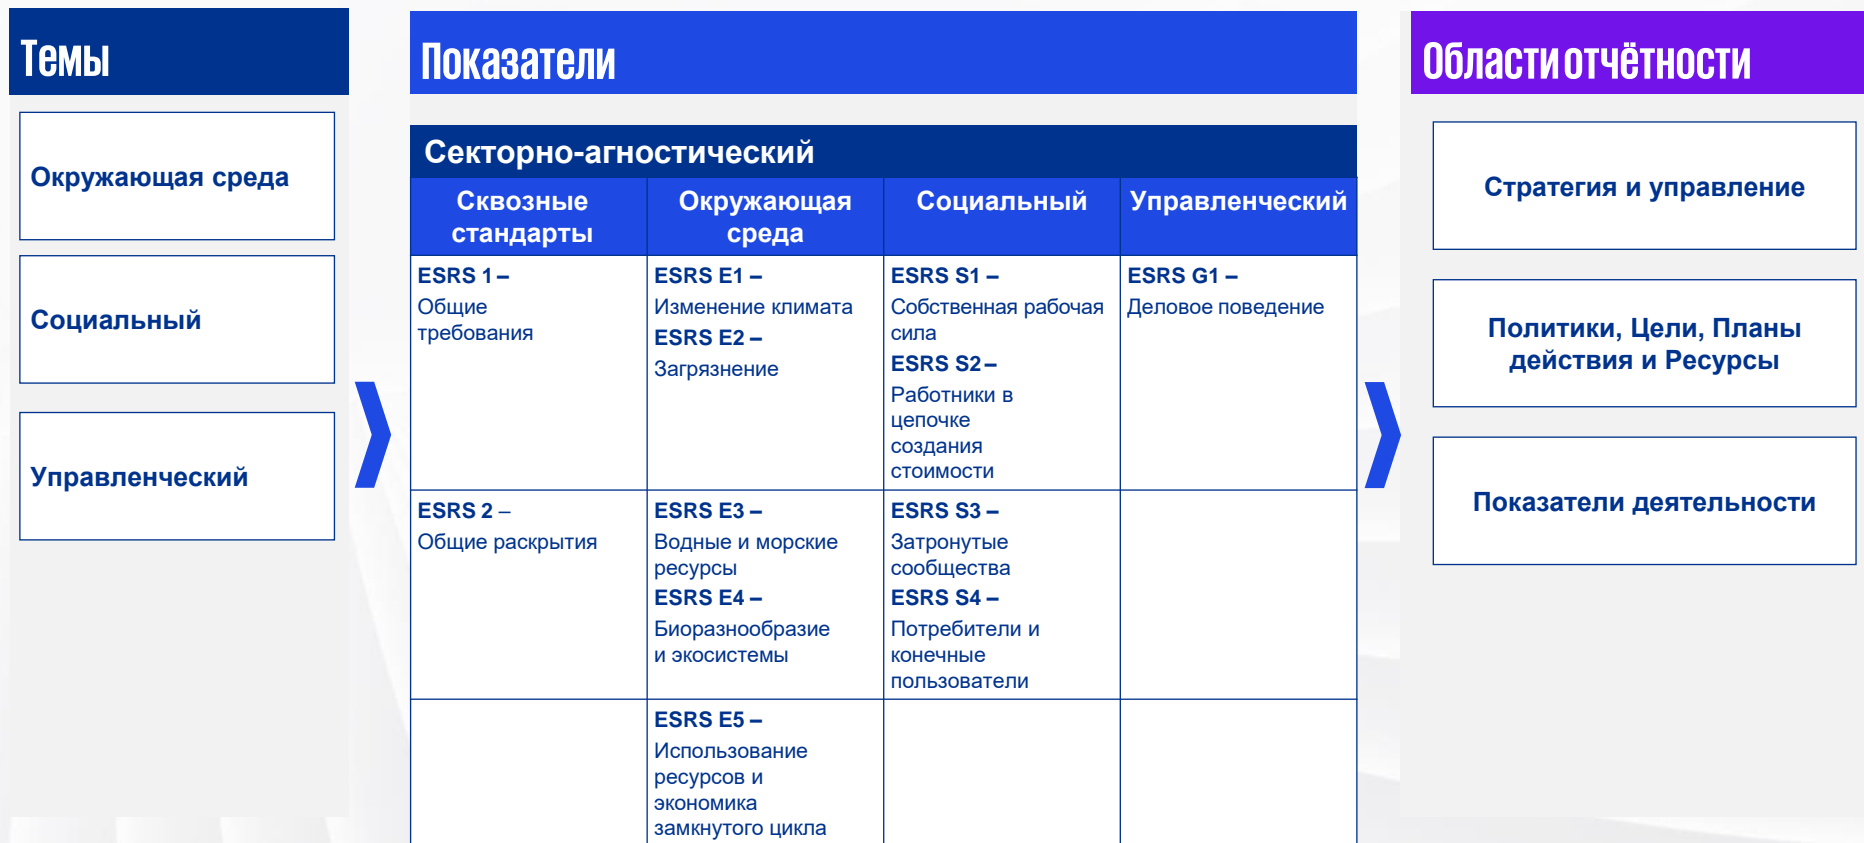 Темы
Окружающая среда
Социальный
Управленческий
Показатели
Секторно-агностический
Сквозные
стандарты
Окружающая
среда
Социальный
Управленческий
ESRS 1 –
Общие
требования
ESRS E1 –
Изменение климата
ESRS E2 –
Загрязнение
ESRS S1 –
Собственная рабочая
сила
ESRS S2 –
Работники в
цепочке
создания
стоимости
ESRS G1 –
Деловое поведение
ESRS 2 –
Общие раскрытия
ESRS E3 –
Водные и морские
ресурсы
ESRS E4 –
Биоразнообразие
и экосистемы
ESRS S3 –
Затронутые
сообщества
ESRS S4 –
Потребители и
конечные
пользователи
ESRS E5 –
Использование
ресурсов и
экономика
замкнутого цикла
Области отчётности
Стратегия и управление
Политики, Цели, Планы
действия и Ресурсы
Показатели деятельности